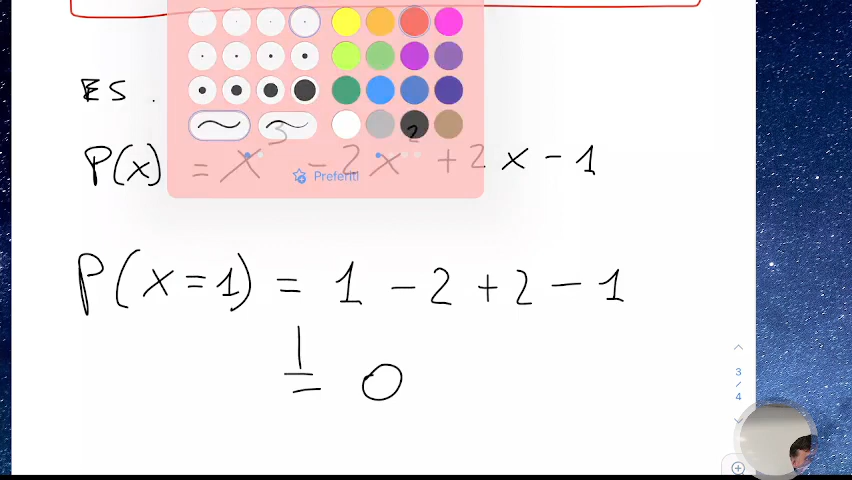 ES.
P(x) = x³ - 2x² + 2x - 1
Preferiti
P(x=1) = 1 - 2 + 2 - 1
! = 0
3
/
4